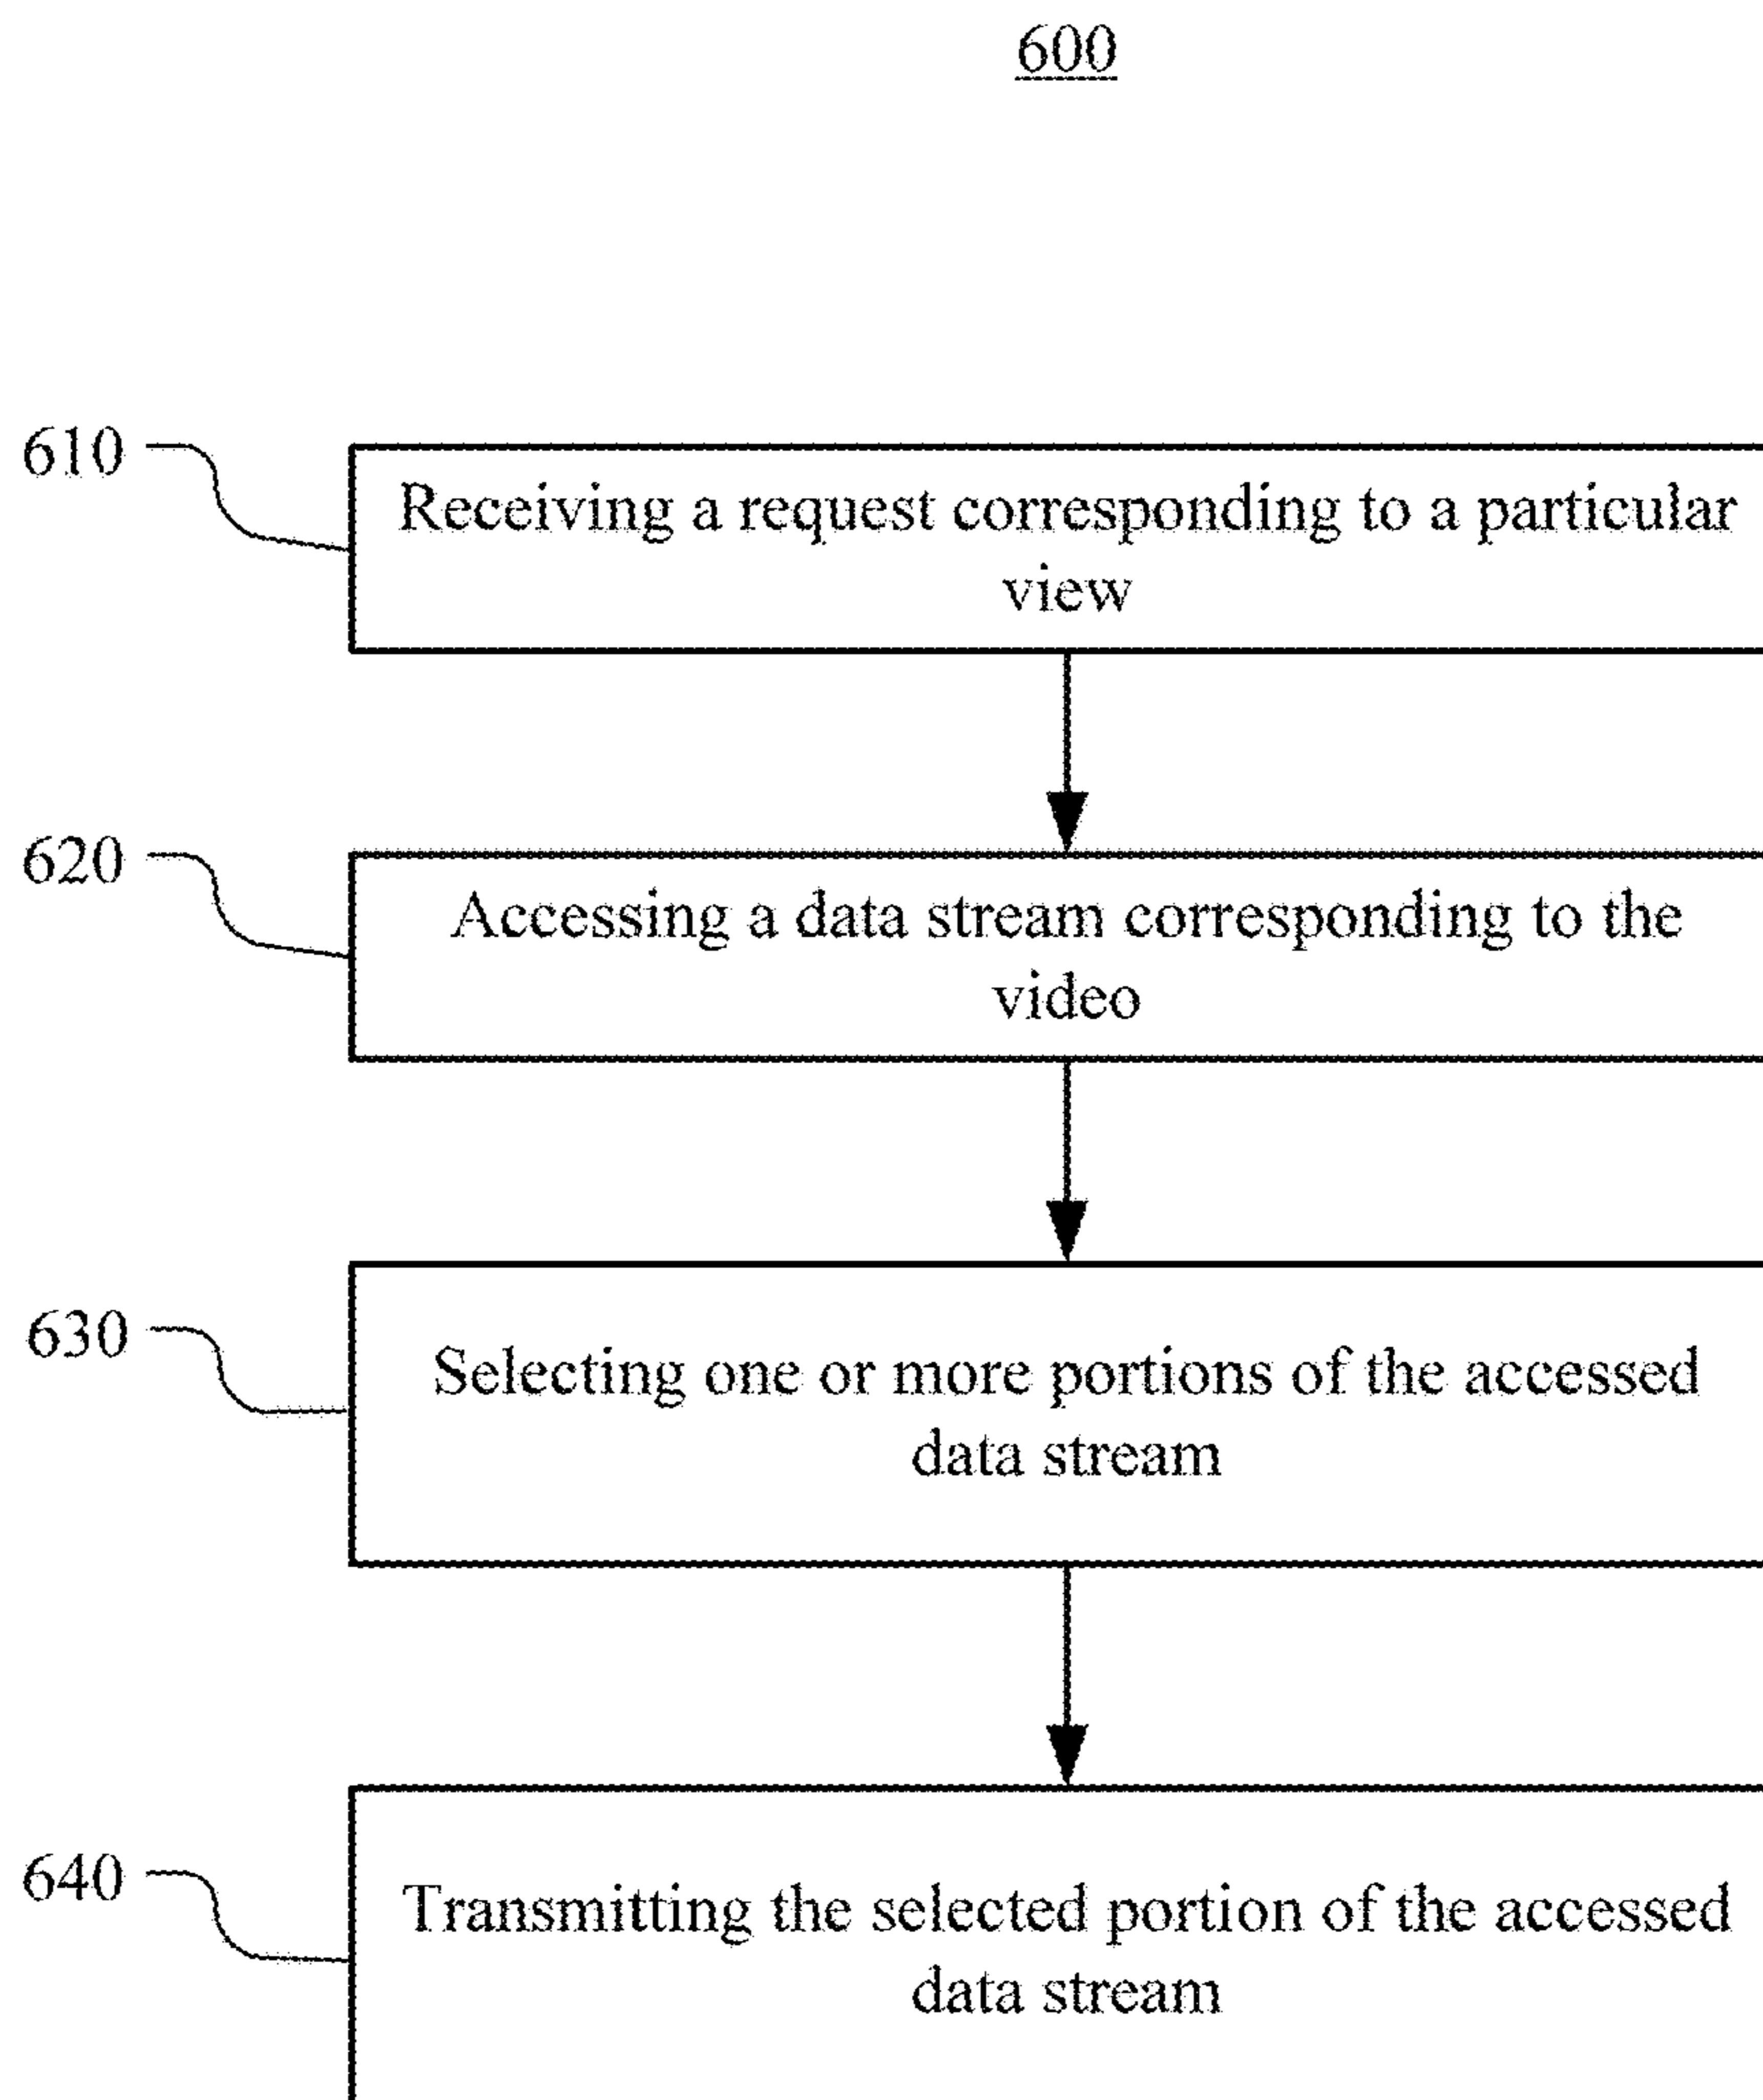 600
610
Receiving a request corresponding to a particular
view
620
Accessing a data stream corresponding to the
video
630
Selecting one or more portions of the accessed
data stream
640
Transmitting the selected portion of the accessed
data stream